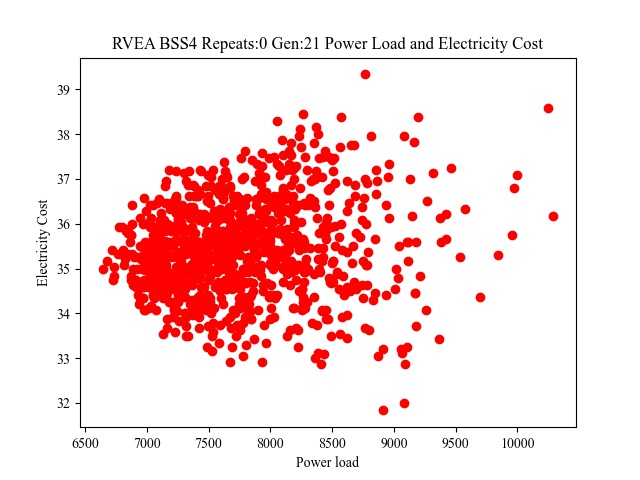 RVEA BSS4 Repeats:0 Gen:21 Power Load and Electricity Cost
39
38
37
36
35
34
33
32
Electricity Cost
6500 7000 7500 8000 8500 9000 9500 10000
Power load